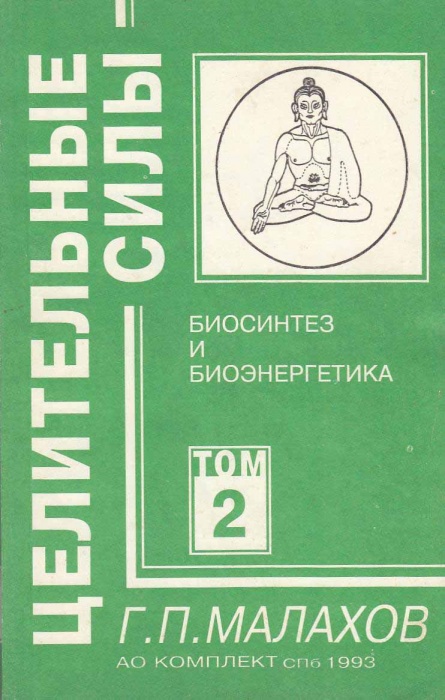 ЦЕЛИТЕЛЬНЫЕ
СИЛЫ
БИОСИНТЕЗ
И
БИОЭНЕРГЕТИКА
ТОМ
2
Г.П.МАЛАХОВ
АО КОМПЛЕКТ СПб 1993